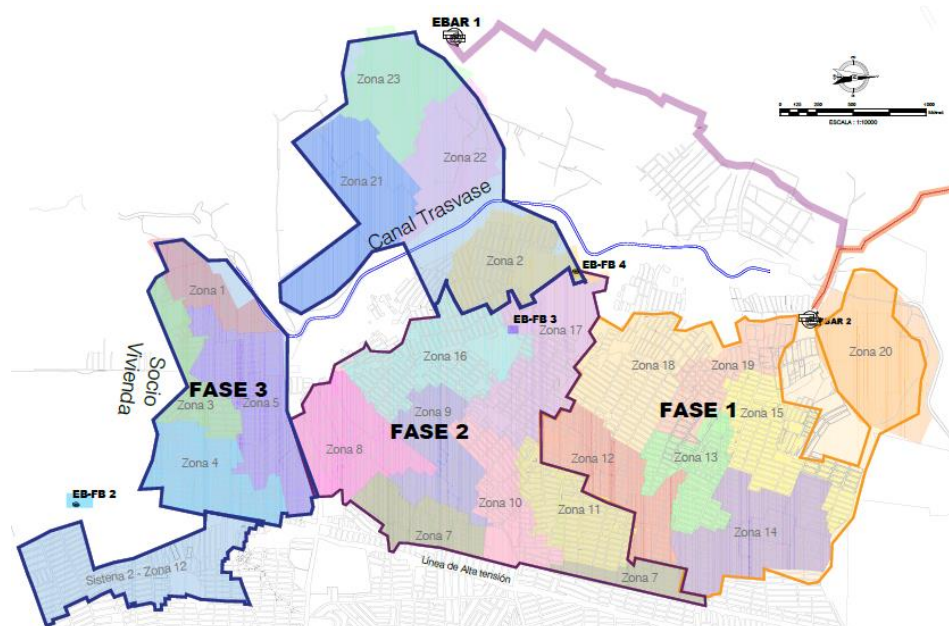 EBAR 1
Zona 23
ESCALA : 1:10000
Zona 22
Zona 21
Canal Trasvase
Zona 2
EB-FB 4
Zona 1
EB-FB 3
Zona 17
BAR 2
Zona 20
Zona 16
Zona 18
Zona 19
Socio
Vivienda
FASE 3
Zona 3
Zona 5
Zona 9
FASE 2
FASE 1
Zona 15
Zona 8
Zona 12
Zona 13
Zona 4
EB-FB 2
Zona 10
Zona 11
Zona 14
Zona 7
Línea de Alta tensión
Zona 7
Sistema 2 - Zona 12